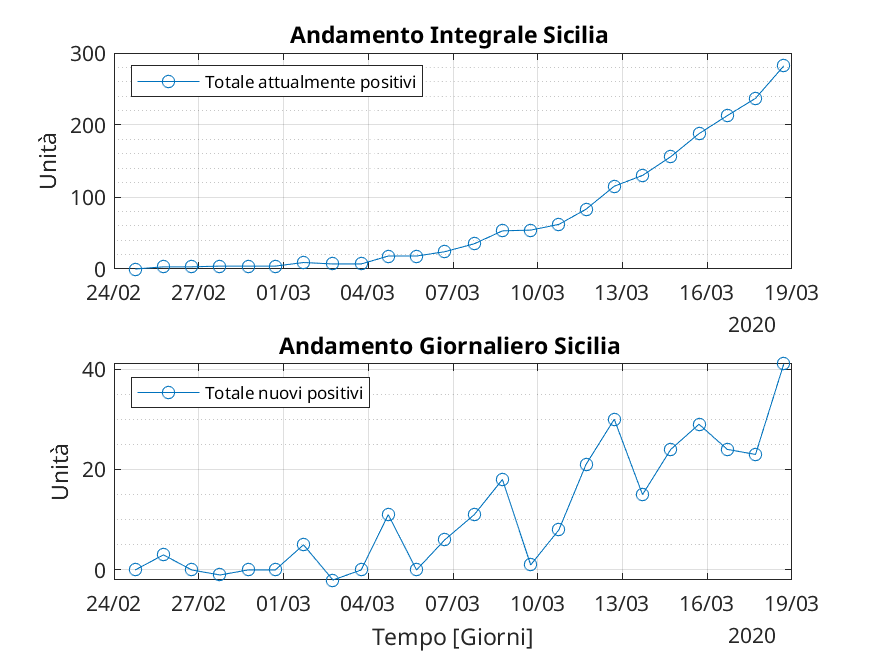 Andamento Integrale Sicilia
300
Totale attualmente positivi
200
Unità
100
0
24/02 27/02 01/03 04/03 07/03 10/03 13/03 16/03 19/03
2020
Andamento Giornaliero Sicilia
40
Totale nuovi positivi
Unità
20
0
24/02 27/02 01/03 04/03 07/03 10/03 13/03 16/03 19/03
Tempo [Giorni]
2020